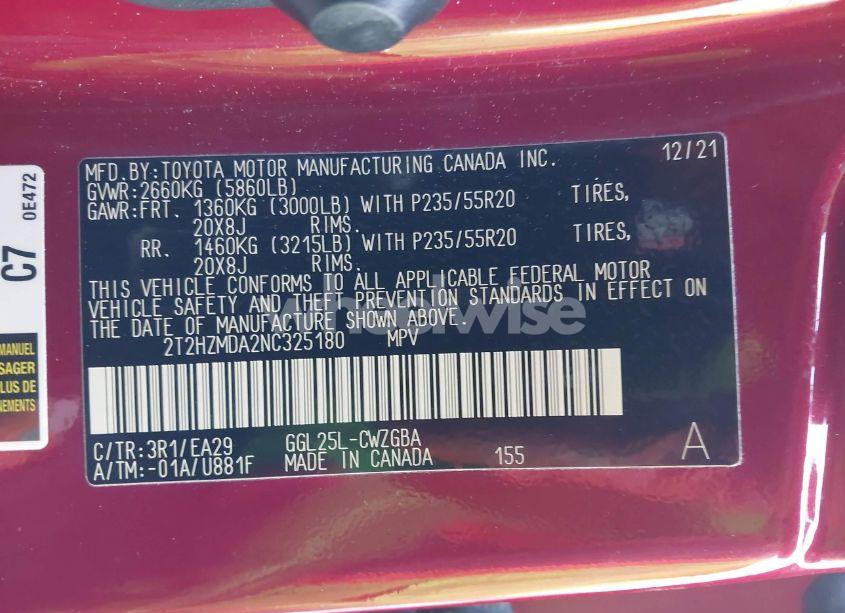 MFD.BY:TOYOTA MOTOR MANUFACTURING CANADA INC. 12/21
GVWR:2660KG (5860LB)
GAWR:FRT. 1360KG (3000LB) WITH P235/55R20 TIRES,
20X8J RIMS.
RR. 1460KG (3215LB) WITH P235/55R20 TIRES,
20X8J RIMS.
THIS VEHICLE CONFORMS TO ALL APPLICABLE FEDERAL MOTOR
VEHICLE SAFETY AND THEFT PREVENTION STANDARDS IN EFFECT ON
THE DATE OF MANUFACTURE SHOWN ABOVE.
2T2HZMDA2NC325180 MPV
C/TR:3R1/EA29 GGL25L-CWZGBA
A/TM:-01A/U881F MADE IN CANADA 155 A
C7 0E472
MANUEL
SAGER
PLUS DE
NEMENTS
wheelwise